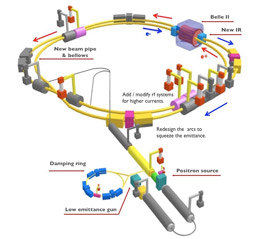 Belle II
New IR
e-
e+
New beam pipe
& bellows
Add / modify rf systems
for higher currents.
Redesign the arcs to
squeeze the emittance.
Damping ring
Positron source
Low emittance gun